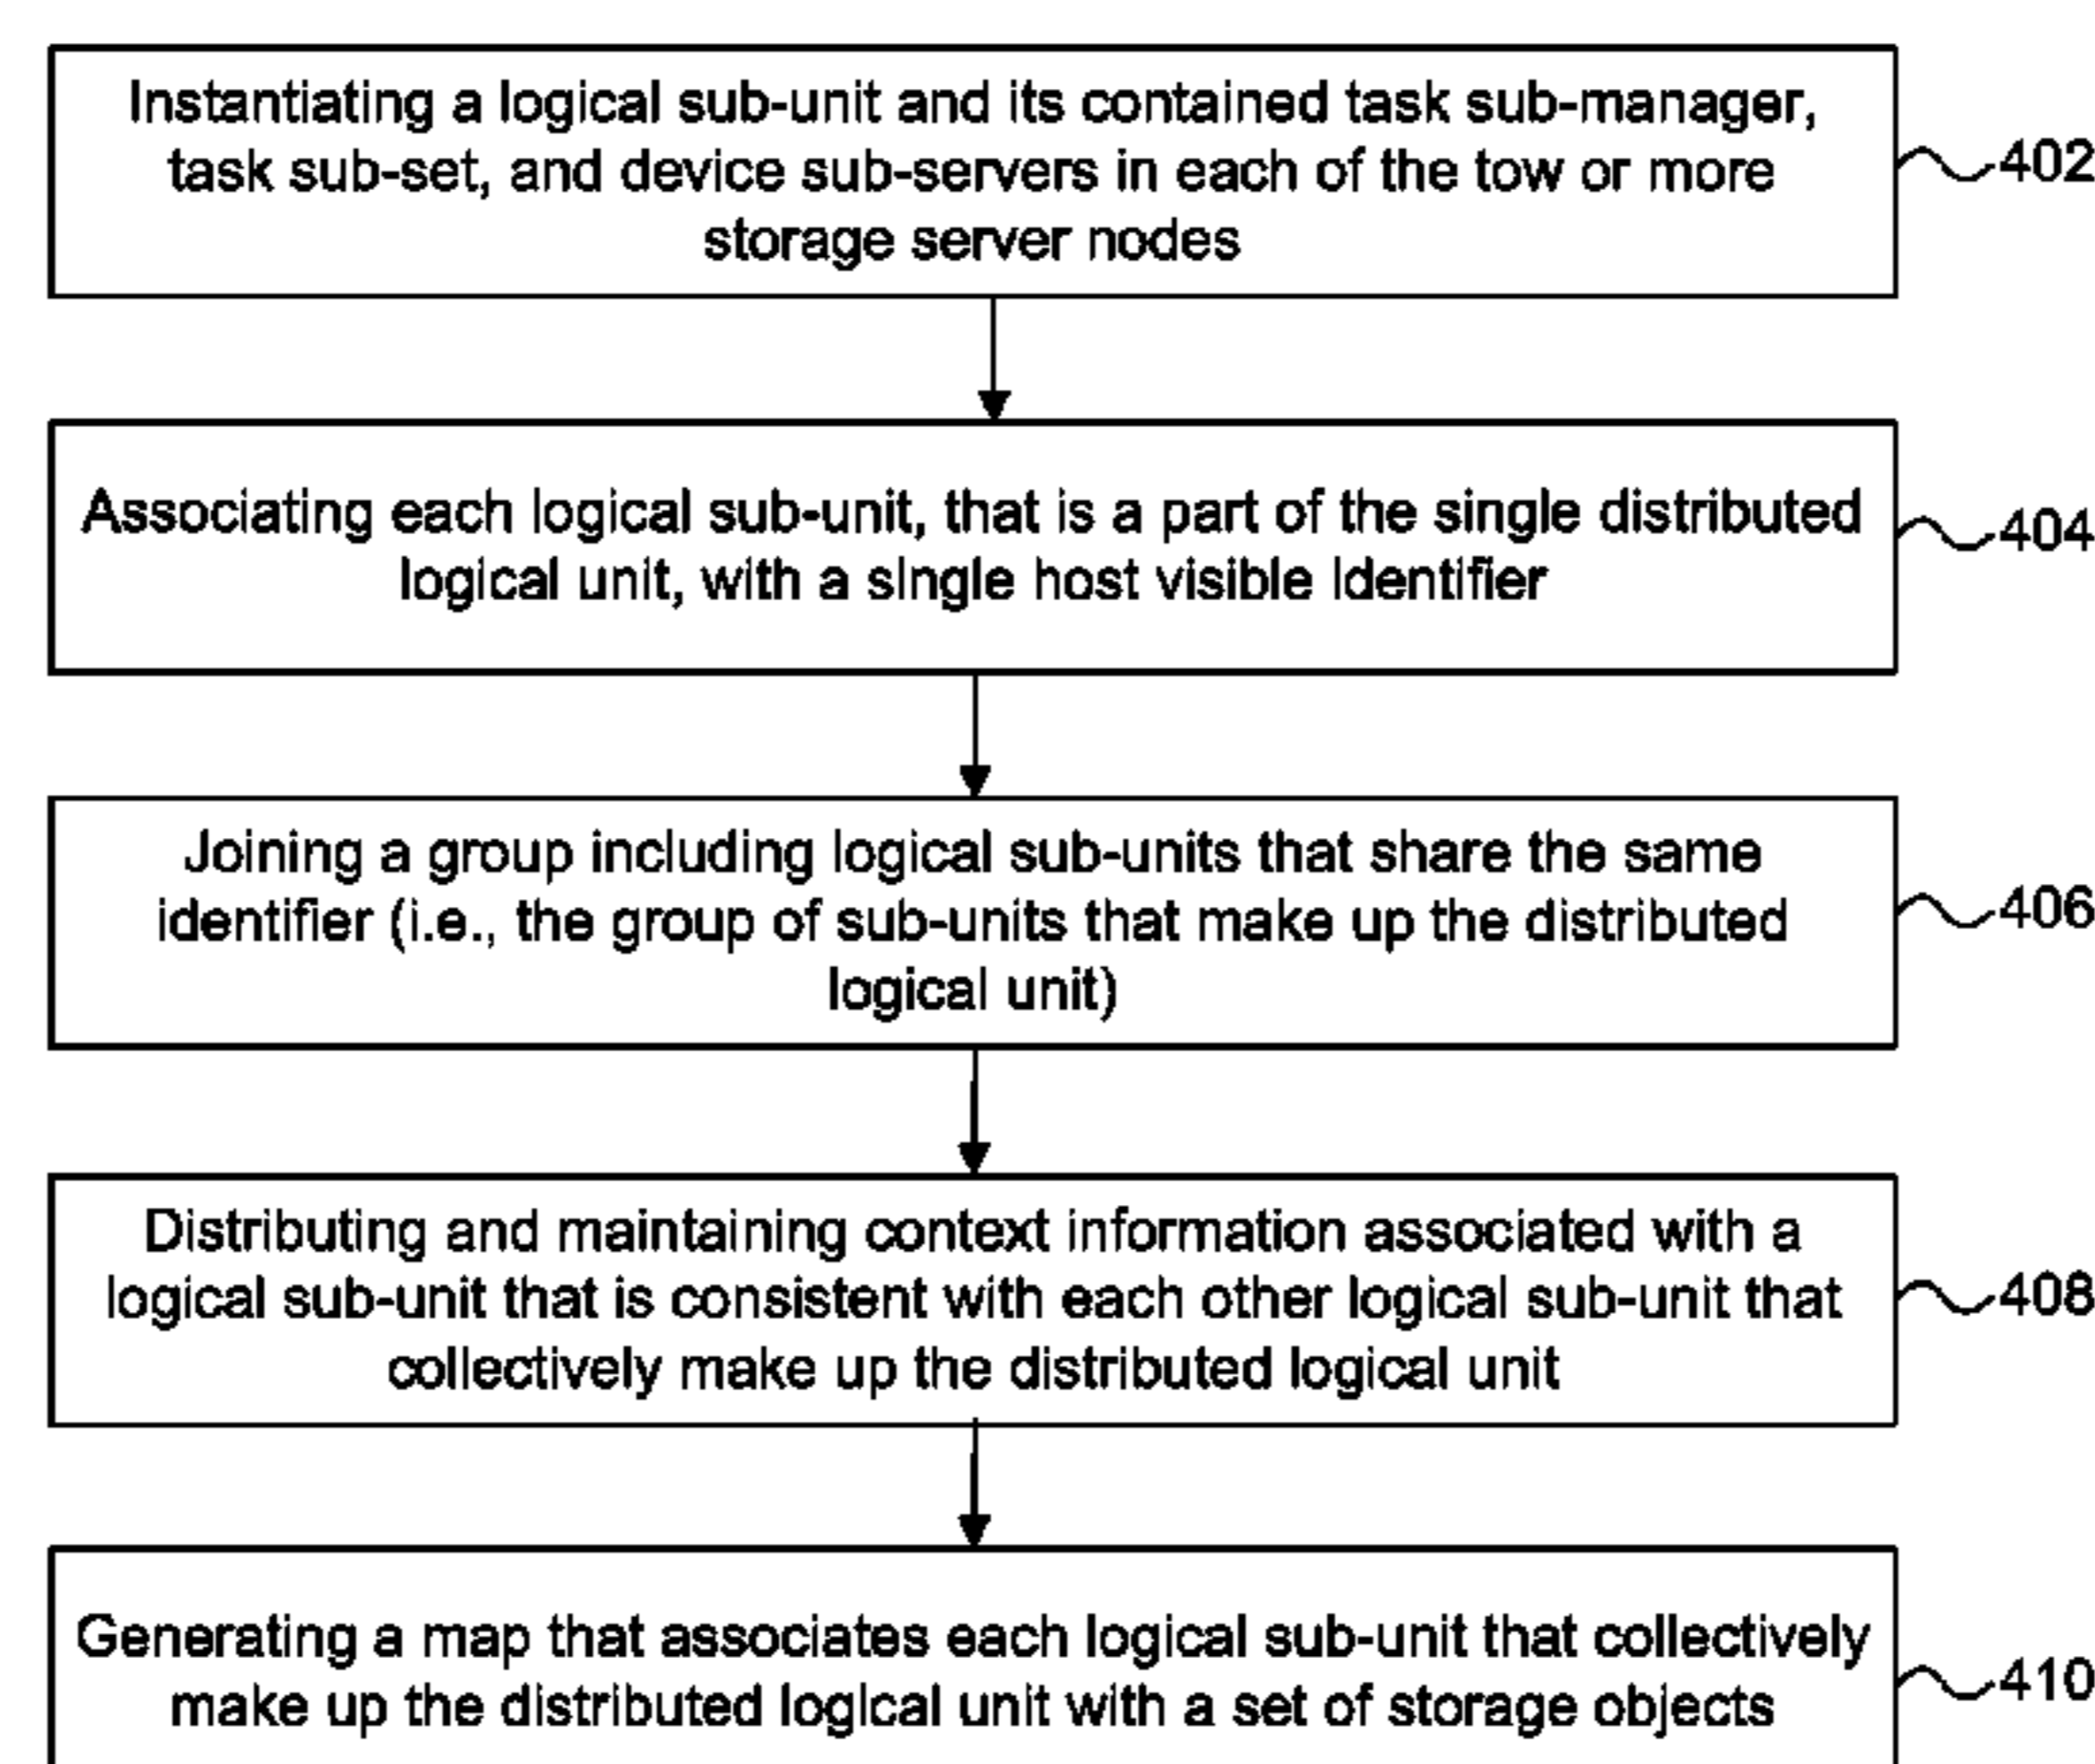 Instantiating a logical sub-unit and its contained task sub-manager,
task sub-set, and device sub-servers in each of the tow or more
storage server nodes
402
Associating each logical sub-unit, that is a part of the single distributed
logical unit, with a single host visible identifier
404
Joining a group including logical sub-units that share the same
identifier (i.e., the group of sub-units that make up the distributed
logical unit)
406
Distributing and maintaining context information associated with a
logical sub-unit that is consistent with each other logical sub-unit that
collectively make up the distributed logical unit
408
Generating a map that associates each logical sub-unit that collectively
make up the distributed logical unit with a set of storage objects
410